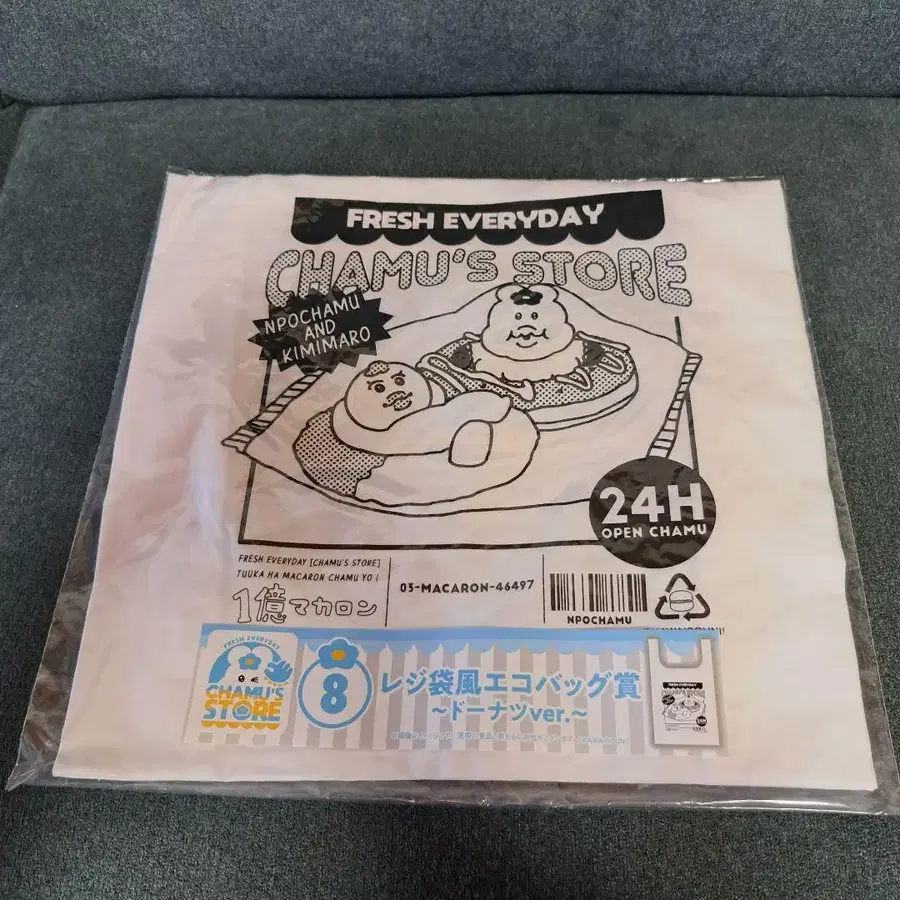 FRESH EVERYDAY
CHAMU'S STORE
NPOCHAMU
AND
KIMIMARO
24H
OPEN CHAMU
FRESH EVERYDAY [CHAMU'S STORE]
TUUKA HA MACARON CHAMU YO!
1億マカロン
03-MACARON-46497
NPOCHAMU
FRESH EVERYDAY
CHAMU'S
STORE
8
レジ袋風エコバッグ賞
~ドーナツver.~
FRESH EVERYDAY